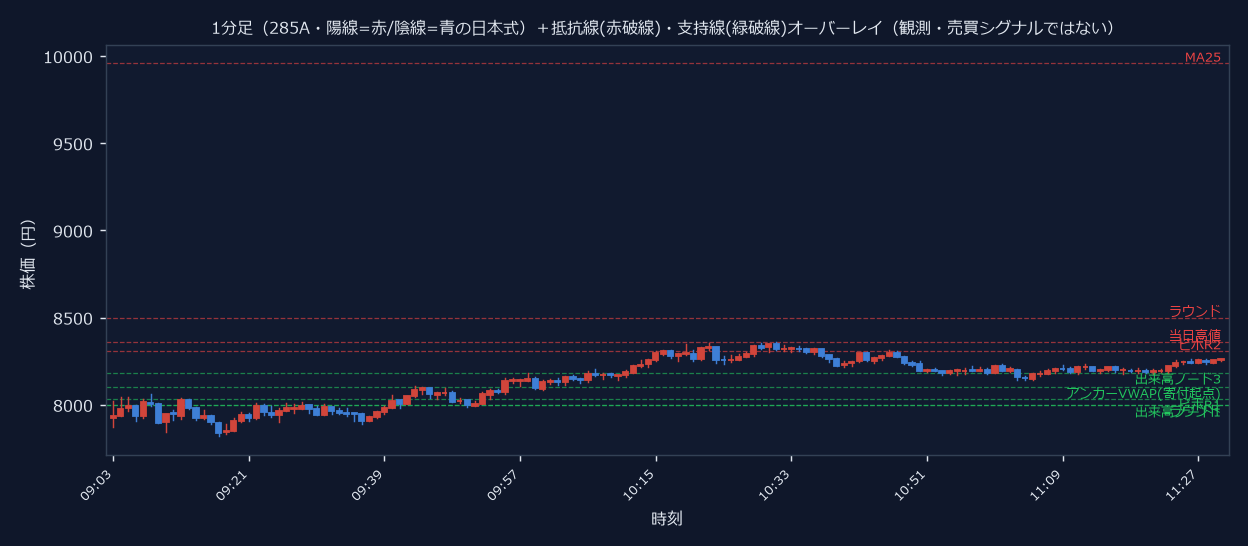 1分足（285A・陽線=赤/陰線=青の日本式）＋抵抗線(赤破線)・支持線(緑破線)オーバーレイ（観測・売買シグナルではない）
株価（円）
10000
9500
9000
8500
8000
MA25
ラウンド
当日高値
ピボR2
出来高ノード3
アンカーVWAP(寄付起点)
09:03
09:21
09:39
09:57
10:15
10:33
10:51
11:09
11:27
時刻